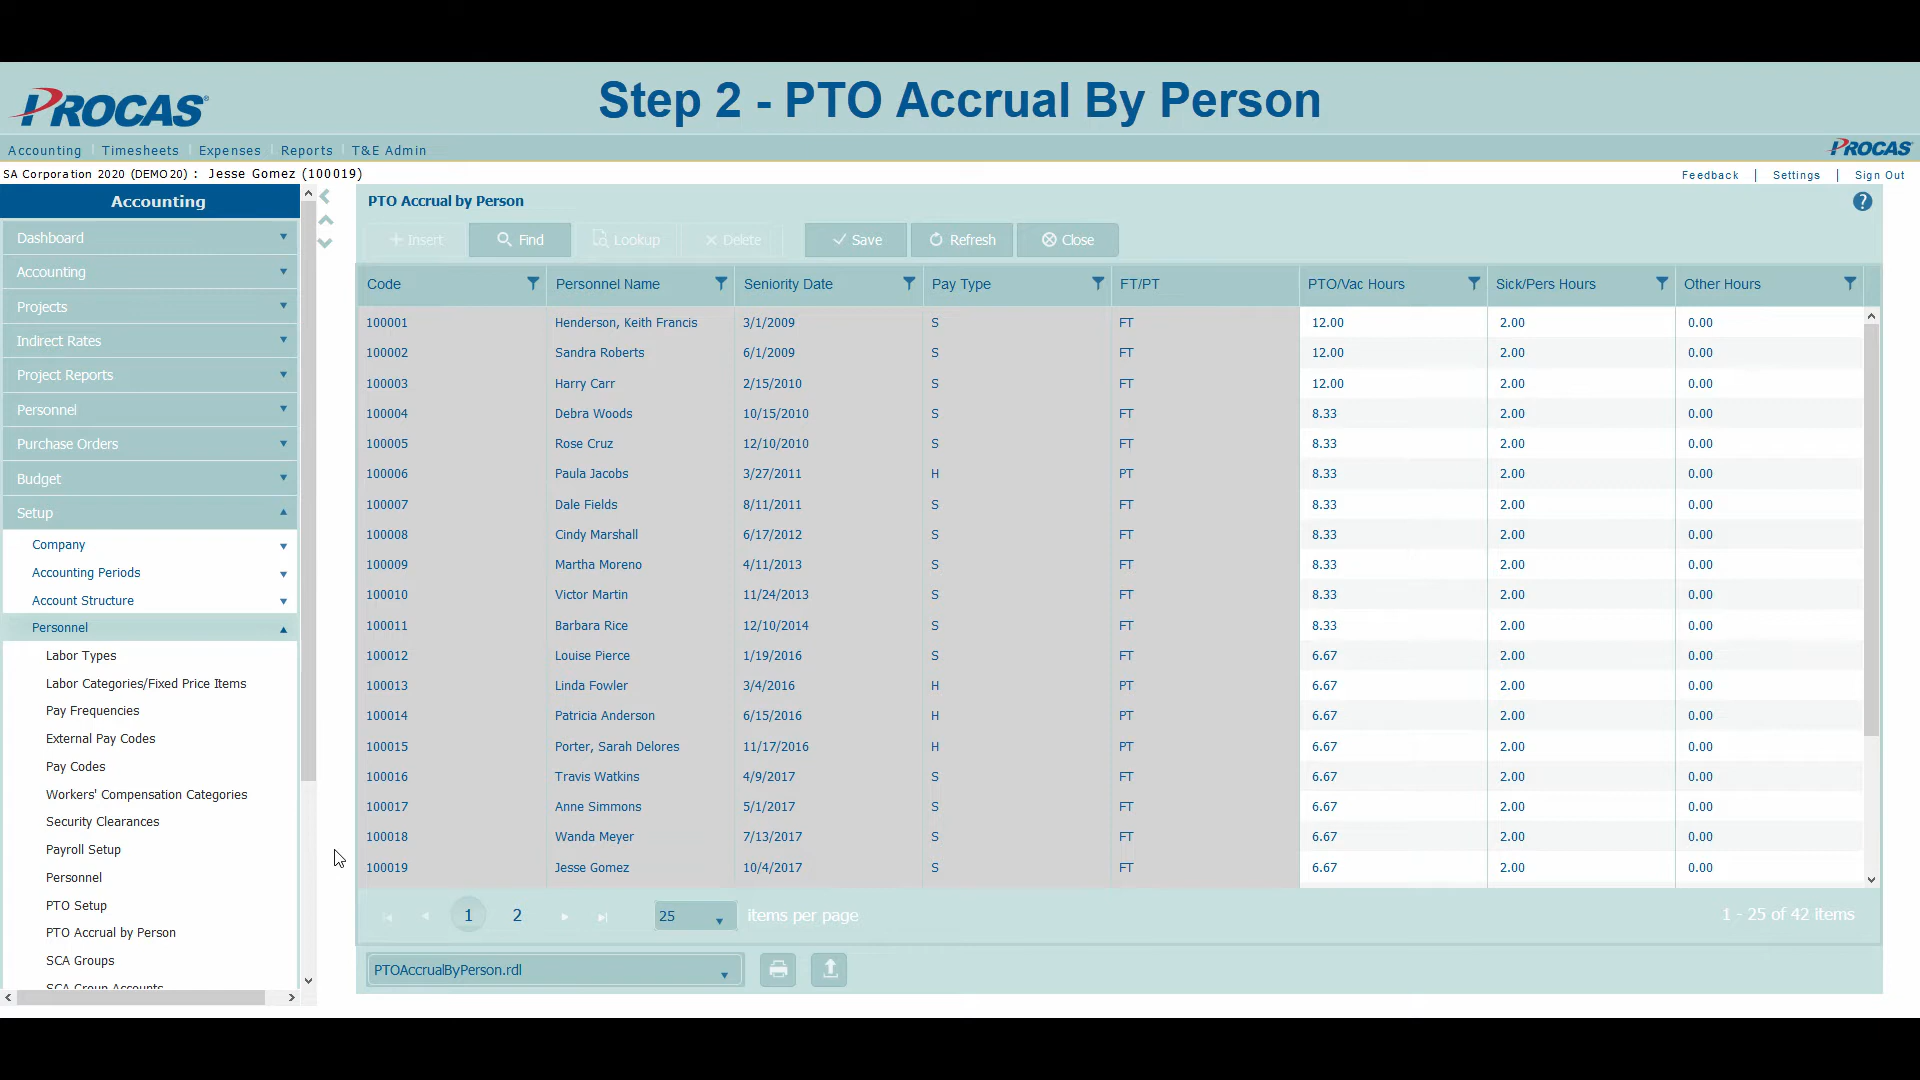 PROCAS
Step 2 - PTO Accrual By Person
Accounting Timesheets Expenses Reports T&E Admin
PROCAS
SA Corporation 2020 (DEMO20) : Jesse Gomez (100019)
Feedback | Settings | Sign Out
Accounting
Dashboard
Accounting
Projects
Indirect Rates
Project Reports
Personnel
Purchase Orders
Budget
Setup
Company
Accounting Periods
Account Structure
Personnel
Labor Types
Labor Categories/Fixed Price Items
Pay Frequencies
External Pay Codes
Pay Codes
Workers' Compensation Categories
Security Clearances
Payroll Setup
Personnel
PTO Setup
PTO Accrual by Person
SCA Groups
SCA Group Accounts
PTO Accrual by Person
?
Insert Find Lookup Delete Save Refresh Close
Code Personnel Name Seniority Date Pay Type FT/PT PTO/Vac Hours Sick/Pers Hours Other Hours
100001 Henderson, Keith Francis 3/1/2009 S FT 12.00 2.00 0.00
100002 Sandra Roberts 6/1/2009 S FT 12.00 2.00 0.00
100003 Harry Carr 2/15/2010 S FT 12.00 2.00 0.00
100004 Debra Woods 10/15/2010 S FT 8.33 2.00 0.00
100005 Rose Cruz 12/10/2010 S FT 8.33 2.00 0.00
100006 Paula Jacobs 3/27/2011 H PT 8.33 2.00 0.00
100007 Dale Fields 8/11/2011 S FT 8.33 2.00 0.00
100008 Cindy Marshall 6/17/2012 S FT 8.33 2.00 0.00
100009 Martha Moreno 4/11/2013 S FT 8.33 2.00 0.00
100010 Victor Martin 11/24/2013 S FT 8.33 2.00 0.00
100011 Barbara Rice 12/10/2014 S FT 8.33 2.00 0.00
100012 Louise Pierce 1/19/2016 S FT 6.67 2.00 0.00
100013 Linda Fowler 3/4/2016 H PT 6.67 2.00 0.00
100014 Patricia Anderson 6/15/2016 H PT 6.67 2.00 0.00
100015 Porter, Sarah Delores 11/17/2016 H PT 6.67 2.00 0.00
100016 Travis Watkins 4/9/2017 S FT 6.67 2.00 0.00
100017 Anne Simmons 5/1/2017 S FT 6.67 2.00 0.00
100018 Wanda Meyer 7/13/2017 S FT 6.67 2.00 0.00
100019 Jesse Gomez 10/4/2017 S FT 6.67 2.00 0.00
1 2 25 items per page 1 - 25 of 42 items
PTOAccrualByPerson.rdl